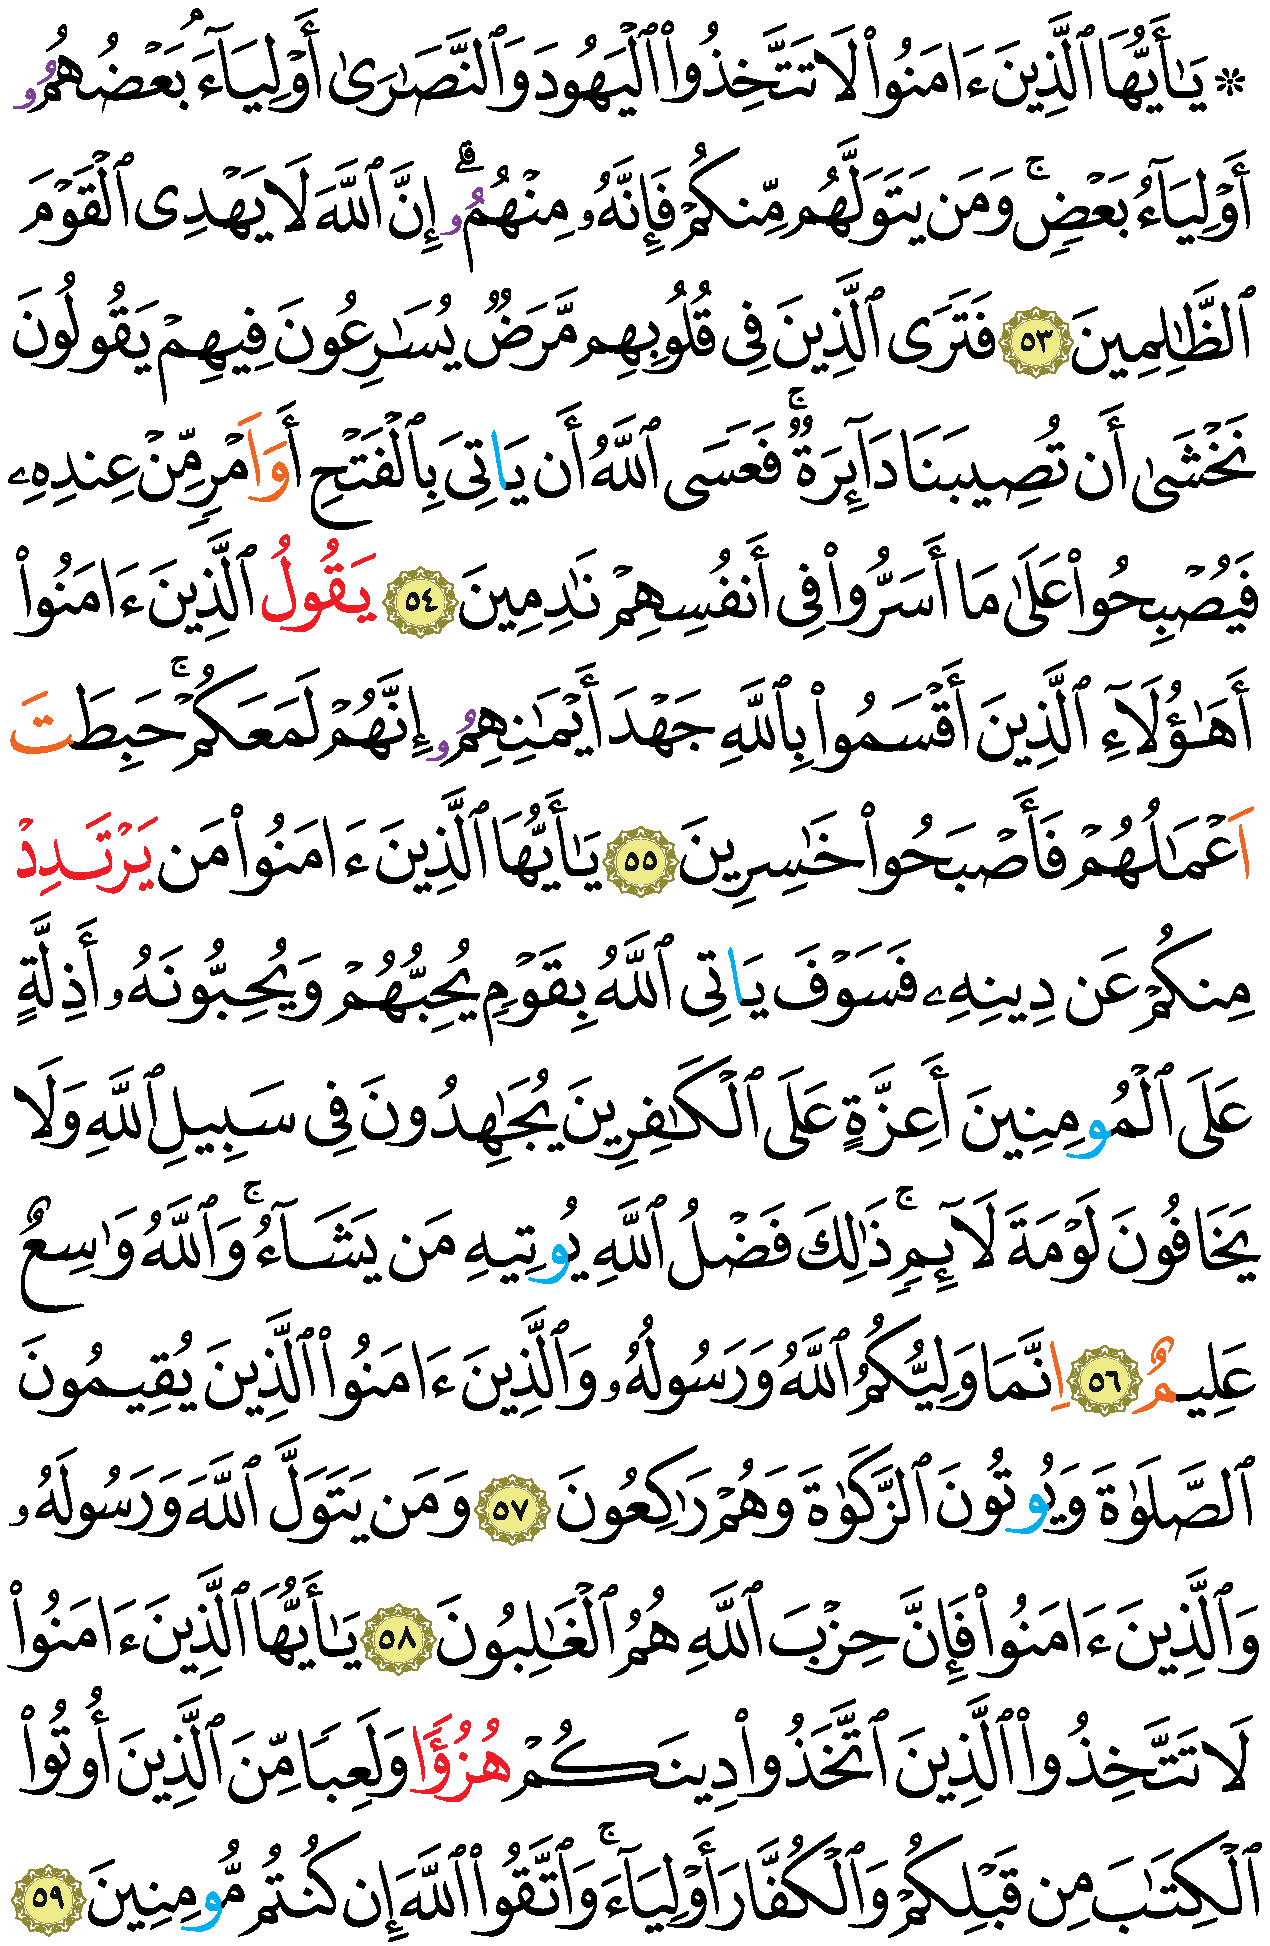 ۞ يَٰٓأَيُّهَا ٱلَّذِينَ ءَامَنُواْ لَا تَتَّخِذُواْ ٱلْيَهُودَ وَٱلنَّصَٰرَىٰ أَوْلِيَآءَۘ بَعْضُهُمُۥ
أَوْلِيَآءُ بَعْضٖۚ وَمَن يَتَوَلَّهُم مِّنكُمْ فَإِنَّهُۥ مِنْهُمُۥٓۗ إِنَّ ٱللَّهَ لَا يَهْدِى ٱلْقَوْمَ
ٱلظَّٰلِمِينَ ٥٣ فَتَرَى ٱلَّذِينَ فِى قُلُوبِهِم مَّرَضٞ يُسَٰرِعُونَ فِيهِمْ يَقُولُونَ
نَخْشَىٰٓ أَن تُصِيبَنَا دَآئِرَةٞۚ فَعَسَى ٱللَّهُ أَن يَاتِىَ بِٱلْفَتْحِ أَوَ اَمْرٖ مِّنْ عِندِهِۦ
فَيُصْبِحُواْ عَلَىٰ مَآ أَسَرُّواْ فِىٓ أَنفُسِهِمْ نَٰدِمِينَ ٥٤ يَقُولُ ٱلَّذِينَ ءَامَنُوٓاْ
أَهَٰٓؤُلَآءِ ٱلَّذِينَ أَقْسَمُواْ بِٱللَّهِ جَهْدَ أَيْمَٰنِهِمُۥٓ إِنَّهُمْ لَمَعَكُمْۚ حَبِطَتَ
اَعْمَٰلُهُمْ فَأَصْبَحُواْ خَٰسِرِينَ ٥٥ يَٰٓأَيُّهَا ٱلَّذِينَ ءَامَنُواْ مَن يَرْتَدِدْ
مِنكُمْ عَن دِينِهِۦ فَسَوْفَ يَاتِى ٱللَّهُ بِقَوْمٖ يُحِبُّهُمْ وَيُحِبُّونَهُۥٓ أَذِلَّةٍ
عَلَى ٱلْمُومِنِينَ أَعِزَّةٍ عَلَى ٱلْكَٰفِرِينَ يُجَٰهِدُونَ فِى سَبِيلِ ٱللَّهِ وَلَا
يَخَافُونَ لَوْمَةَ لَآئِمٖۚ ذَٰلِكَ فَضْلُ ٱللَّهِ يُوتِيهِ مَن يَشَآءُۚ وَٱللَّهُ وَٰسِعٌ
عَلِيمٌ ٥٦ اِنَّمَا وَلِيُّكُمُ ٱللَّهُ وَرَسُولُهُۥ وَٱلَّذِينَ ءَامَنُواْ ٱلَّذِينَ يُقِيمُونَ
ٱلصَّلَوٰةَ وَيُوتُونَ ٱلزَّكَوٰةَ وَهُمْ رَٰكِعُونَ ٥٧ وَمَن يَتَوَلَّ ٱللَّهَ وَرَسُولَهُۥ
وَٱلَّذِينَ ءَامَنُواْ فَإِنَّ حِزْبَ ٱللَّهِ هُمُ ٱلْغَٰلِبُونَ ٥٨ يَٰٓأَيُّهَا ٱلَّذِينَ ءَامَنُواْ
لَا تَتَّخِذُواْ ٱلَّذِينَ ٱتَّخَذُواْ دِينَكُمْ هُزُؤٗا وَلَعِبٗا مِّنَ ٱلَّذِينَ أُوتُواْ
ٱلْكِتَٰبَ مِن قَبْلِكُمْ وَٱلْكُفَّارَ أَوْلِيَآءَۚ وَٱتَّقُواْ ٱللَّهَ إِن كُنتُم مُّومِنِينَ ٥٩